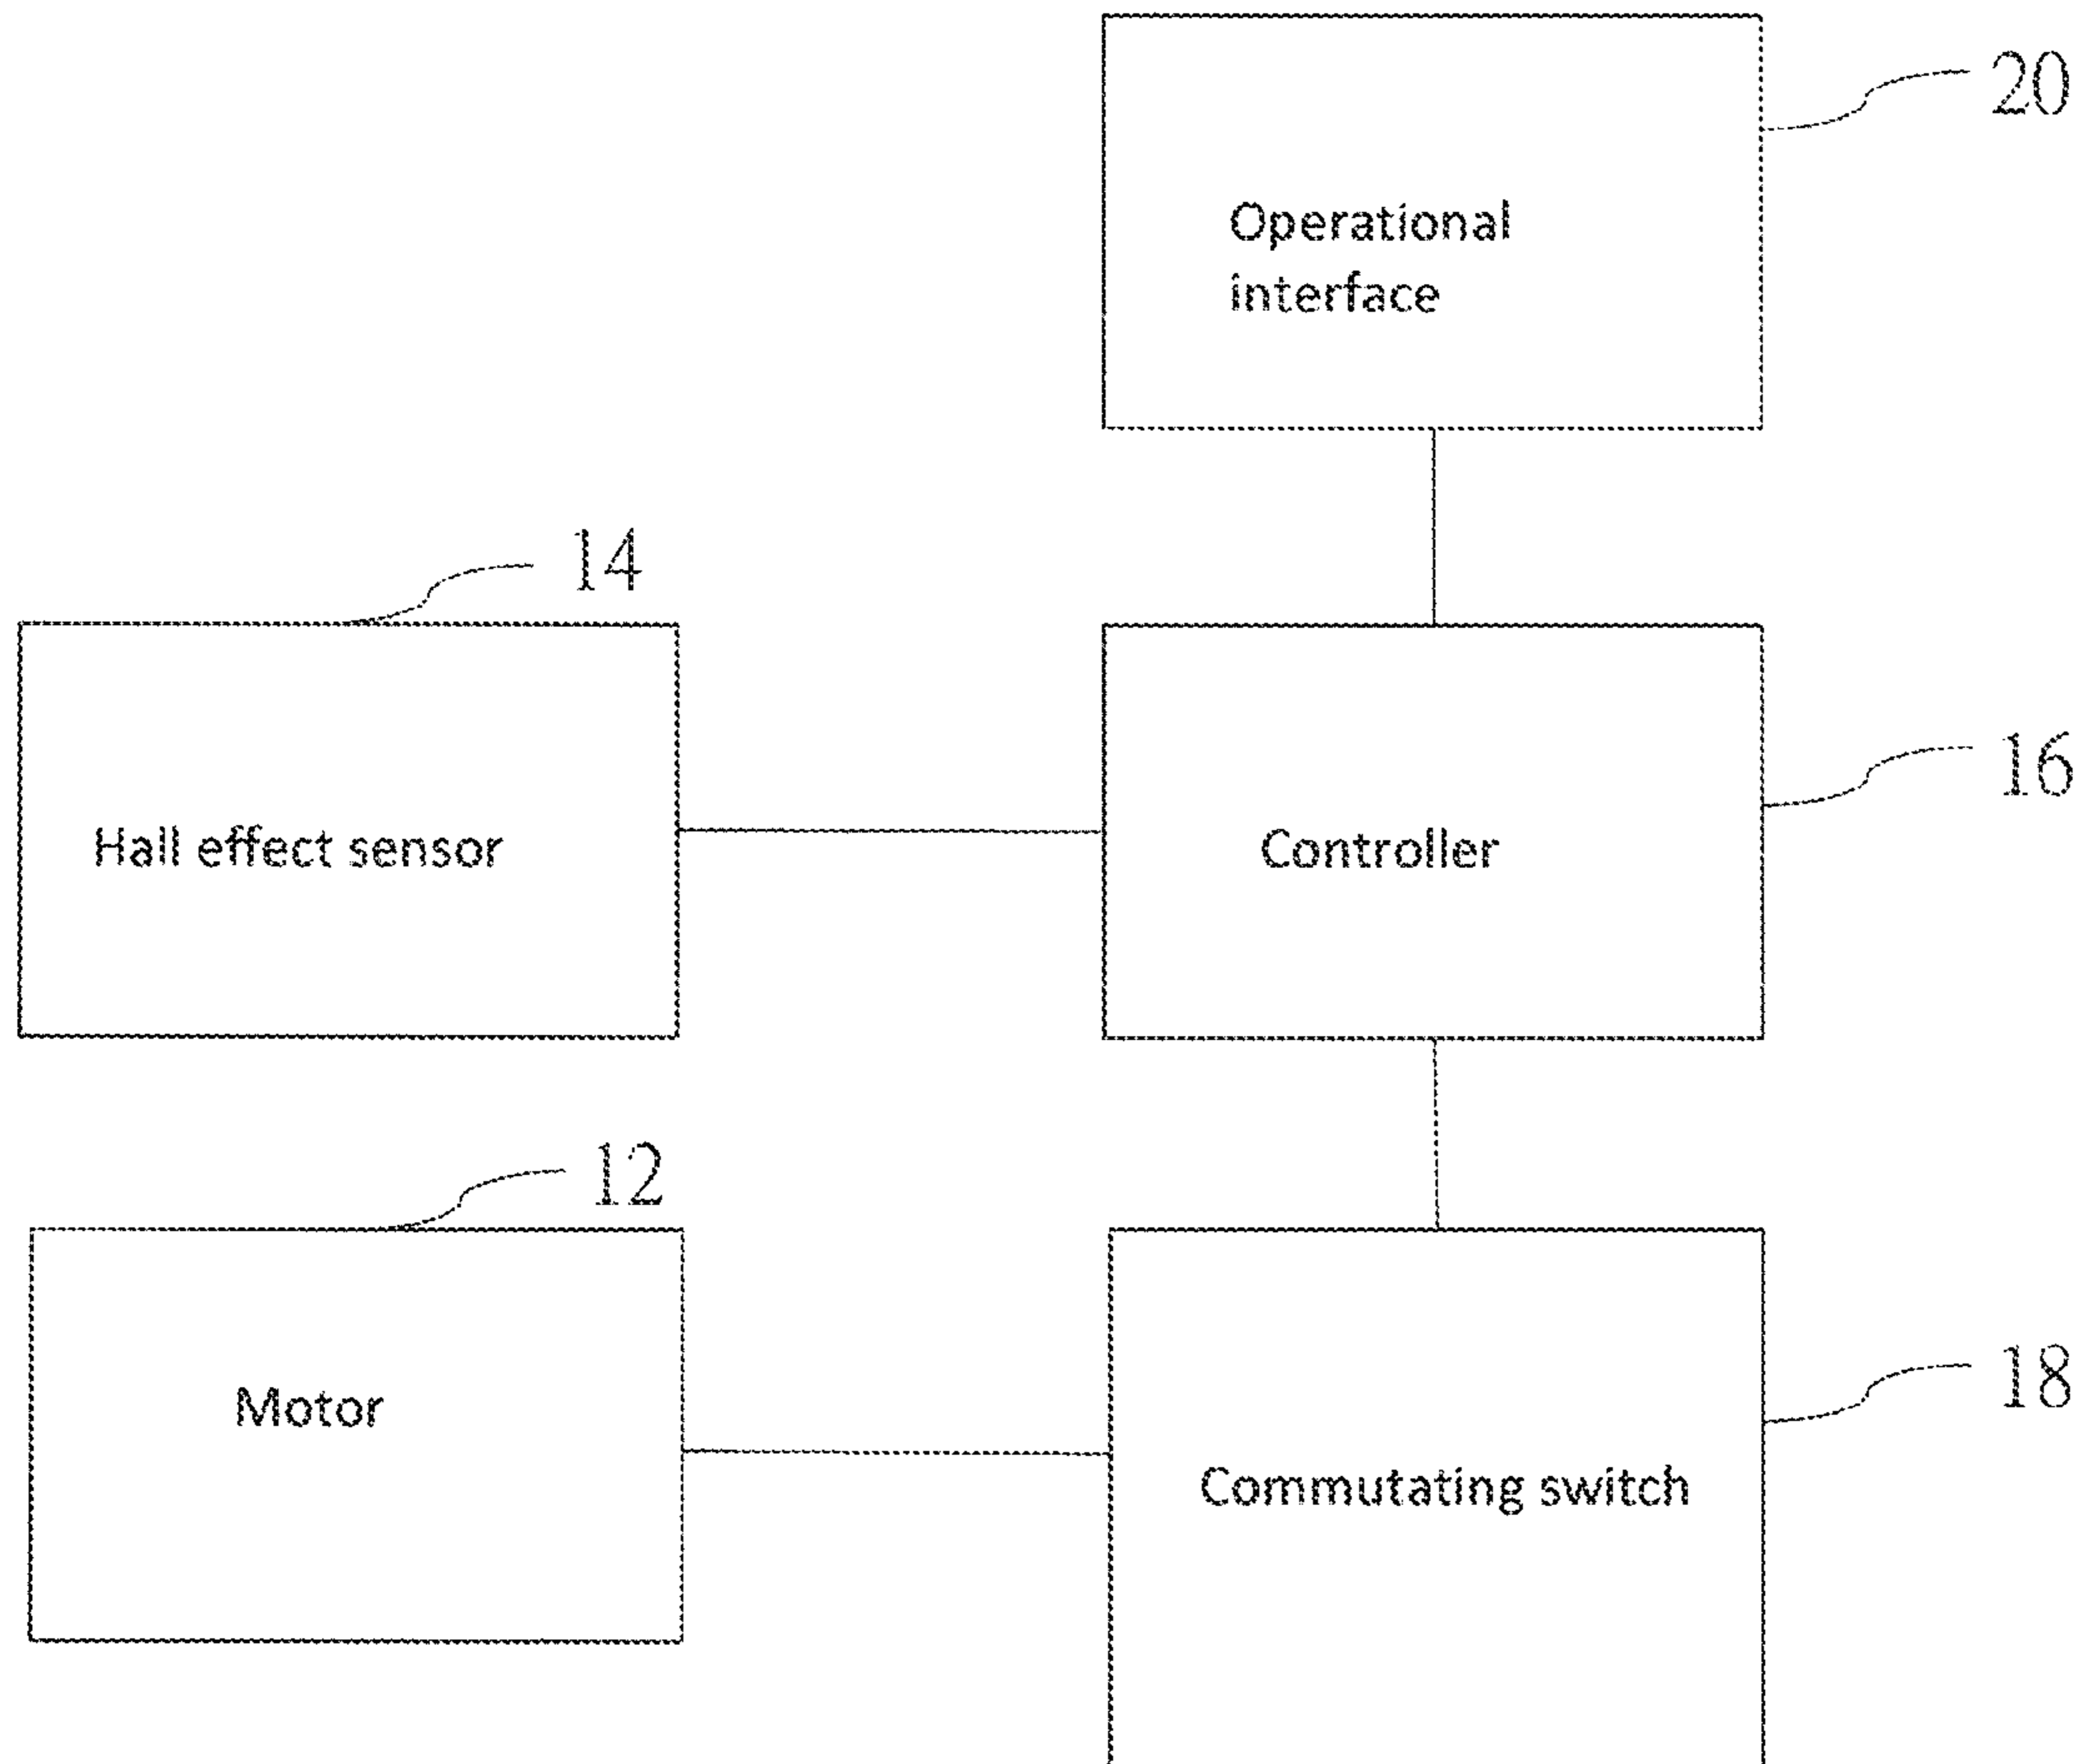 20
Operational
interface
14
16
Hall effect sensor
Controller
12
18
Motor
Commutating switch